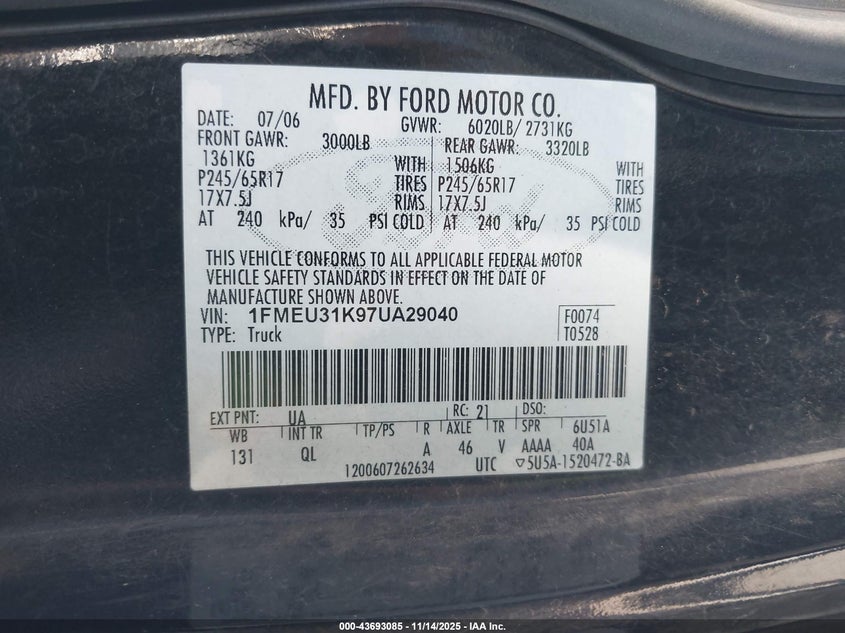 MFD. BY FORD MOTOR CO.
DATE: 07/06 GVWR: 6020LB/ 2731KG
FRONT GAWR: 3000LB REAR GAWR: 3320LB
1361KG WITH 1506KG WITH
P245/65R17 TIRES P245/65R17 TIRES
17X7.5J RIMS 17X7.5J RIMS
AT 240 kPa/ 35 PSI COLD AT 240 kPa/ 35 PSI COLD
THIS VEHICLE CONFORMS TO ALL APPLICABLE FEDERAL MOTOR
VEHICLE SAFETY STANDARDS IN EFFECT ON THE DATE OF
MANUFACTURE SHOWN ABOVE.
VIN: 1FMEU31K97UA29040 F0074
TYPE: Truck T0528
EXT PNT: UA RC: 21 DSO:
WB INT TR TP/PS R AXLE TR SPR 6U51A
131 QL A 46 V AAAA 40A
1200607262634 UTC ▽5U5A-1520472-BA
000-43693085 - 11/14/2025 - IAA Inc.